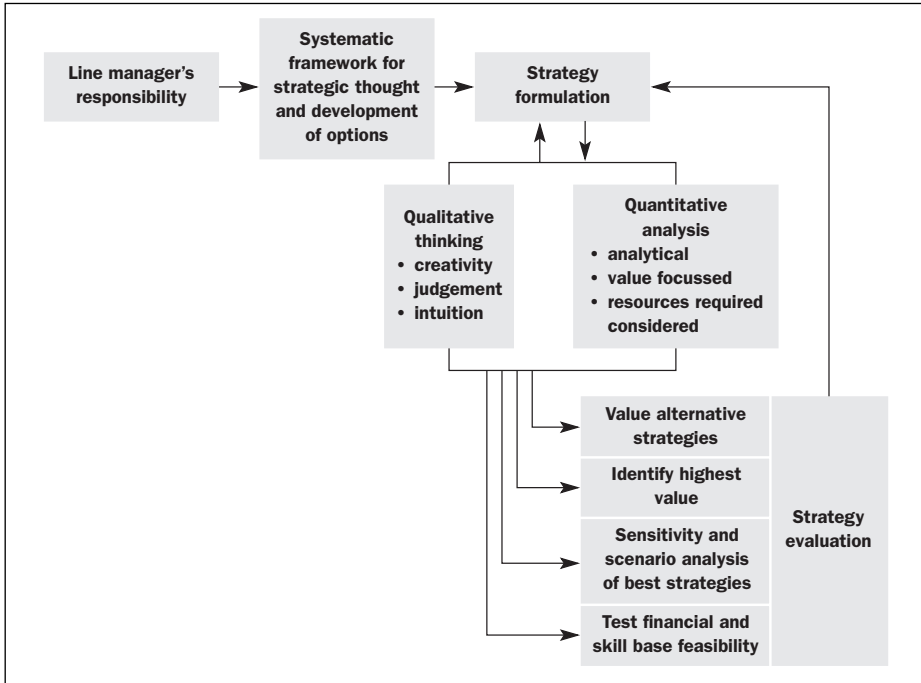 Line manager's
responsibility
Systematic
framework for
strategic thought
and development
of options
Strategy
formulation
Qualitative
thinking
• creativity
• judgement
• intuition
Quantitative
analysis
• analytical
• value focussed
• resources required
considered
Value alternative
strategies
Identify highest
value
Sensitivity and
scenario analysis
of best strategies
Test financial and
skill base feasibility
Strategy
evaluation